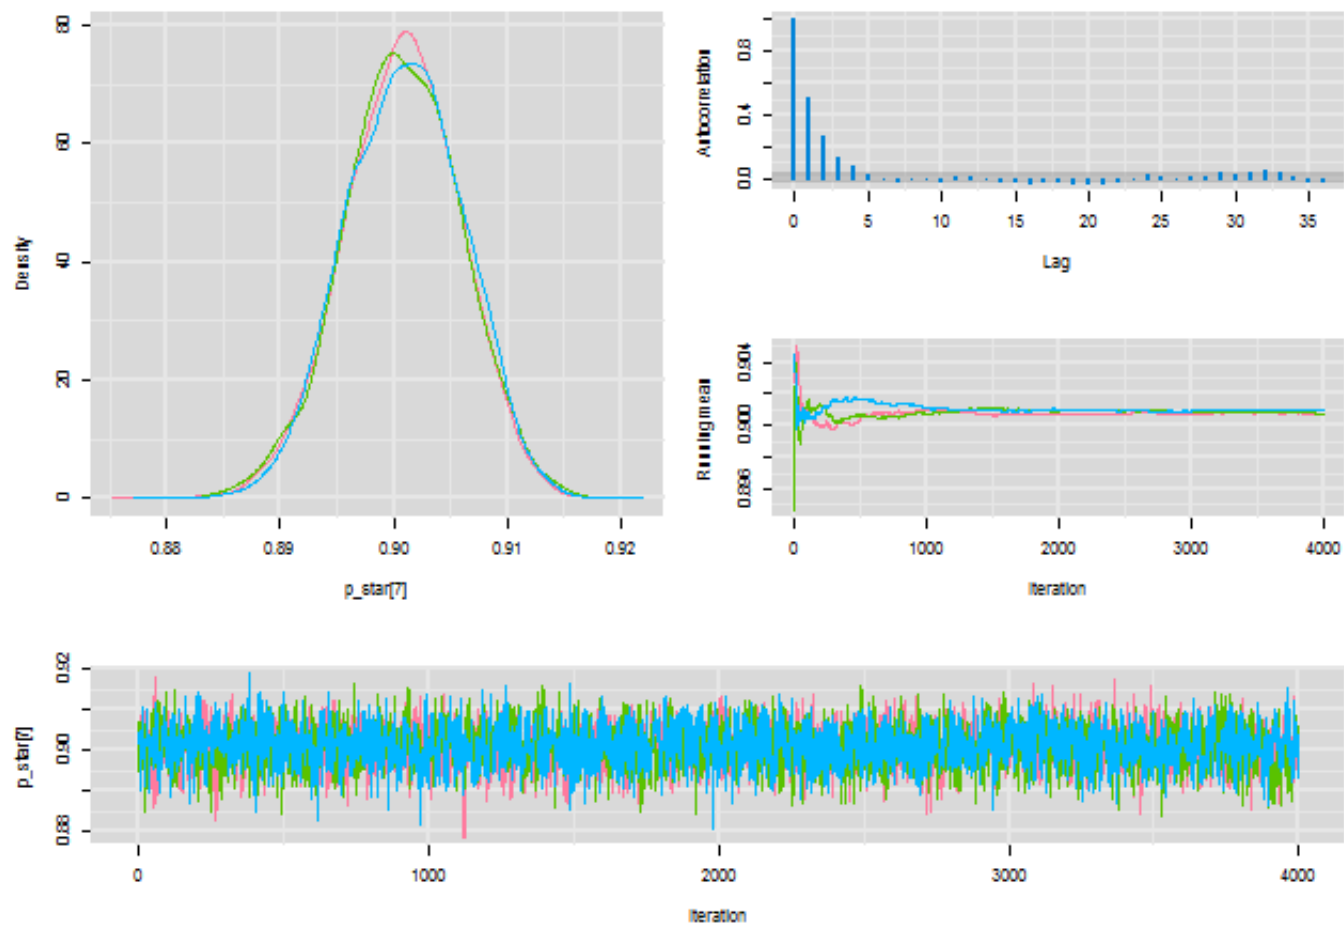 Density
80
60
40
20
0
0.88 0.89 0.90 0.91 0.92
p_star[7]
Autocorrelation
0.8
0.4
0.0
0 5 10 15 20 25 30 35
Lag
Running mean
0.904
0.900
0.896
0 1000 2000 3000 4000
Iteration
p_star[7]
0.92
0.90
0.88
0 1000 2000 3000 4000
Iteration